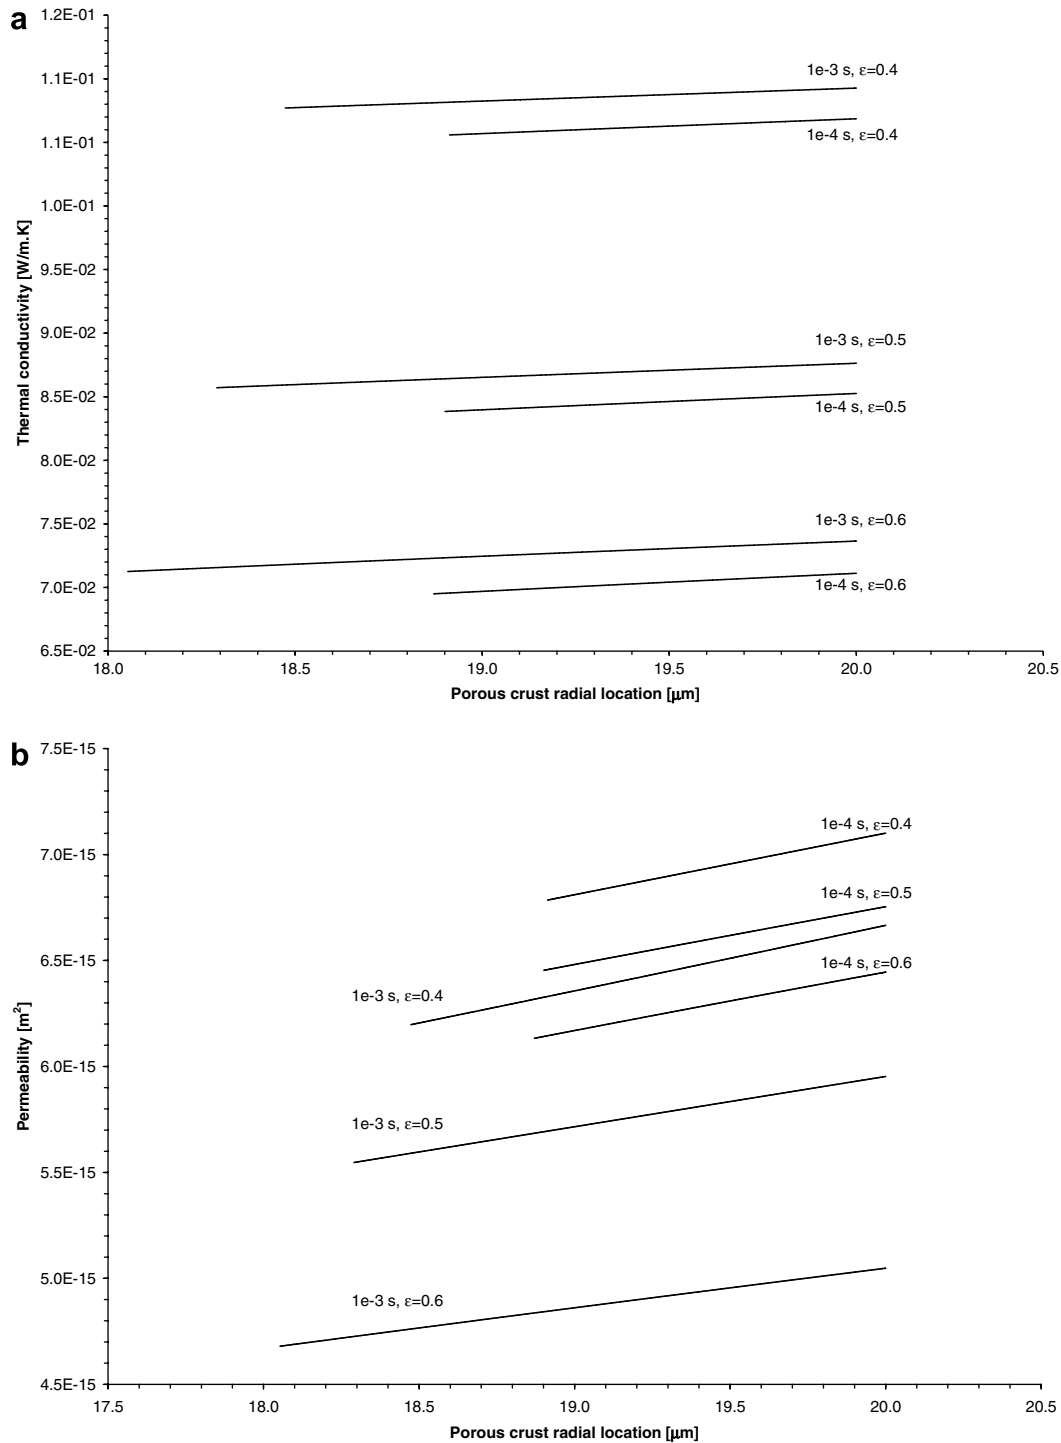 a
1.2E-01
1.1E-01
1.1E-01
1.0E-01
9.5E-02
9.0E-02
8.5E-02
8.0E-02
7.5E-02
7.0E-02
6.5E-02
Thermal conductivity [W/m.K]
1e-3 s, ε=0.4
1e-4 s, ε=0.4
1e-3 s, ε=0.5
1e-4 s, ε=0.5
1e-3 s, ε=0.6
1e-4 s, ε=0.6
18.0 18.5 19.0 19.5 20.0 20.5
Porous crust radial location [μm]
b
7.5E-15
7.0E-15
6.5E-15
6.0E-15
5.5E-15
5.0E-15
4.5E-15
Permeability [m²]
1e-4 s, ε=0.4
1e-4 s, ε=0.5
1e-4 s, ε=0.6
1e-3 s, ε=0.4
1e-3 s, ε=0.5
1e-3 s, ε=0.6
17.5 18.0 18.5 19.0 19.5 20.0 20.5
Porous crust radial location [μm]